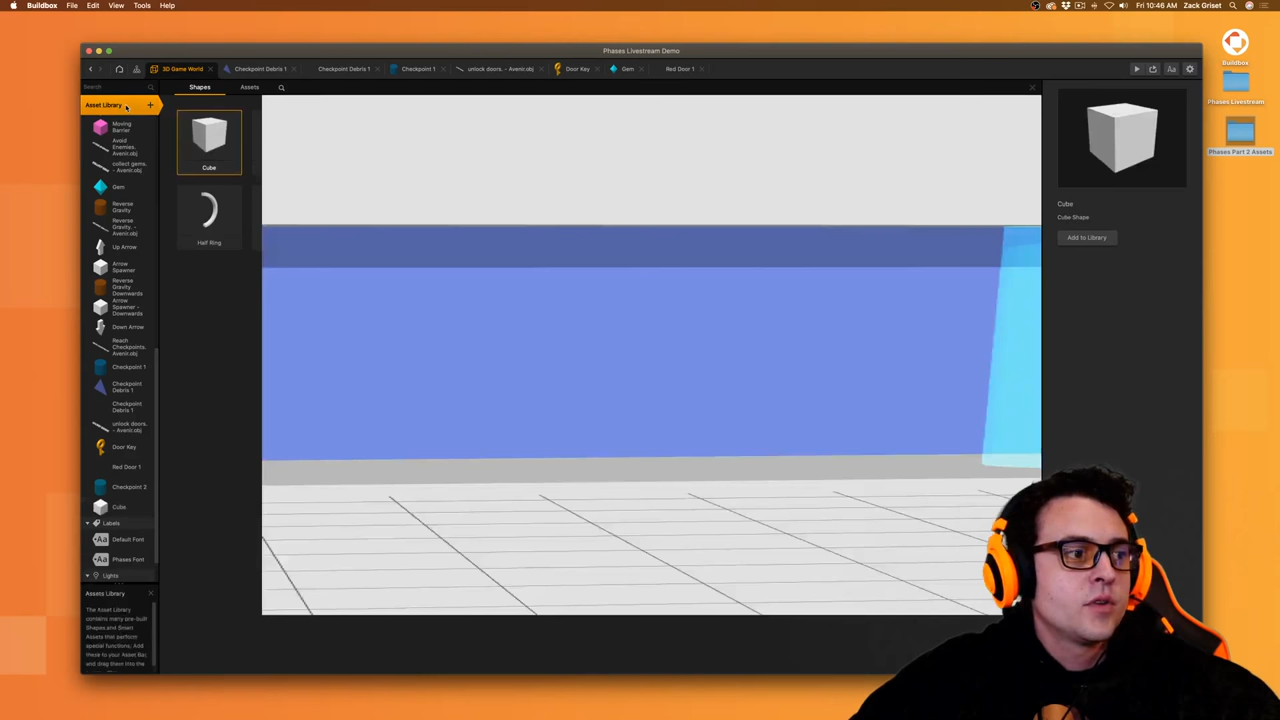 Buildbox File Edit View Tools Help
Fri 10:46 AM Zack Griset
Phases Livestream Demo
3D Game World
Checkpoint Debris 1
Checkpoint Debris 1
Checkpoint 1
unlock doors. - Avenir.obj
Door Key
Gem
Red Door 1
Aa
Search
Asset Library +
Moving
Barrier
Avoid
Enemies.
Avenir.obj
collect gems.
- Avenir.obj
Gem
Reverse
Gravity
Reverse
Gravity. -
Avenir.obj
Up Arrow
Arrow
Spawner
Reverse
Gravity
Downwards
Arrow
Spawner -
Downwards
Down Arrow
Reach
Checkpoints.
Avenir.obj
Checkpoint 1
Checkpoint
Debris 1
Checkpoint
Debris 1
unlock doors.
- Avenir.obj
Door Key
Red Door 1
Checkpoint 2
Cube
Labels
Aa Default Font
Aa Phases Font
Lights
Assets Library
The Asset Library
contains many pre-built
Shapes,and Smart
Assets that perform
special functions. Add
these to your Asset Bar,
and drag them into the
Shapes Assets
Cube
Half Ring
Cube
Cube Shape
Add to Library
Buildbox
Phases Livestream
Phases Part 2 Assets